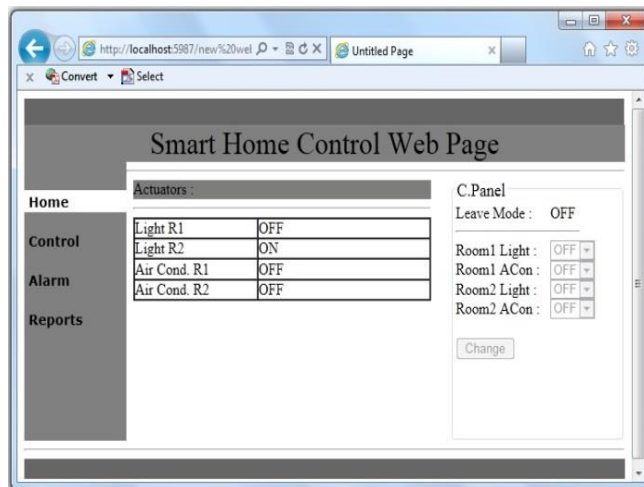 http://localhost:5987/new%20wel
Untitled Page
x Convert Select
Smart Home Control Web Page
Home
Control
Alarm
Reports
Actuators :
Light R1 OFF
Light R2 ON
Air Cond. R1 OFF
Air Cond. R2 OFF
C.Panel
Leave Mode : OFF
Room1 Light : OFF
Room1 ACon : OFF
Room2 Light : OFF
Room2 ACon : OFF
Change